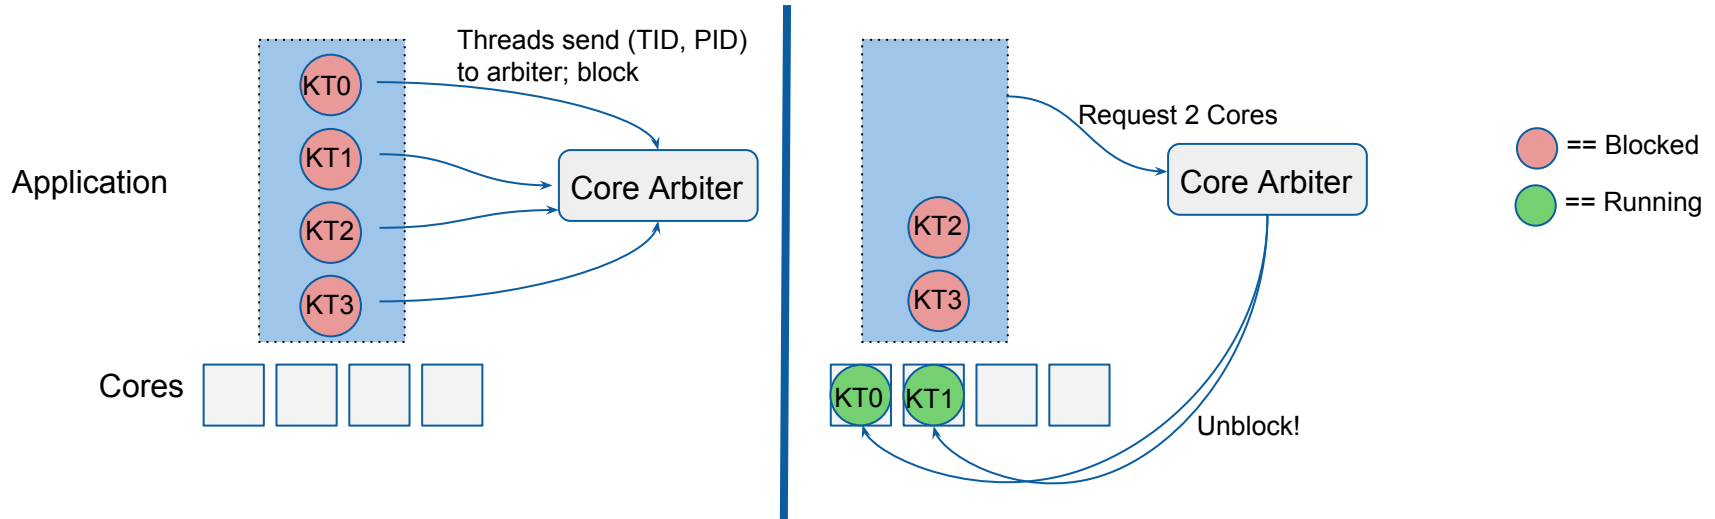 Threads send (TID, PID)
to arbiter; block
KT0
KT1
KT2
KT3
Core Arbiter
Application
Cores
Request 2 Cores
Core Arbiter
KT2
KT3
KT0
KT1
Unblock!
== Blocked
== Running